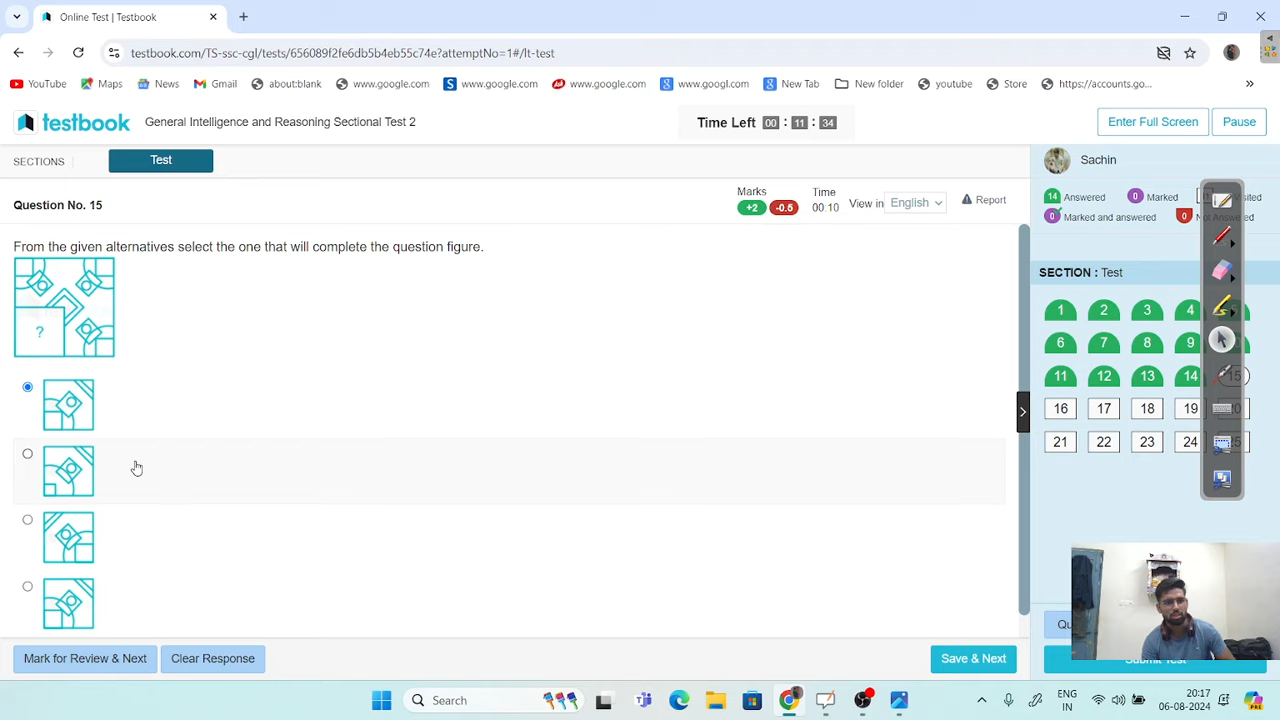 Online Test | Testbook
testbook.com/TS-ssc-cgl/tests/656089f2fe6db5b4eb55c74e?attemptNo=1#/lt-test
YouTube Maps News Gmail about:blank www.google.com www.google.com www.google.com www.googl.com New Tab New folder youtube Store https://accounts.go... »
testbook General Intelligence and Reasoning Sectional Test 2 Time Left 00 : 11 : 34 Enter Full Screen Pause
SECTIONS Test Sachin
Question No. 15 Marks +2 -0.5 Time 00:10 View in English Report
14 Answered 0 Marked
0 Marked and answered 0
From the given alternatives select the one that will complete the question figure.
?
SECTION : Test
1 2 3 4
6 7 8 9
11 12 13 14 15
16 17 18 19 20
21 22 23 24 25
Mark for Review & Next Clear Response Save & Next Submit Test
Search ENG IN 20:17 06-08-2024 PRE